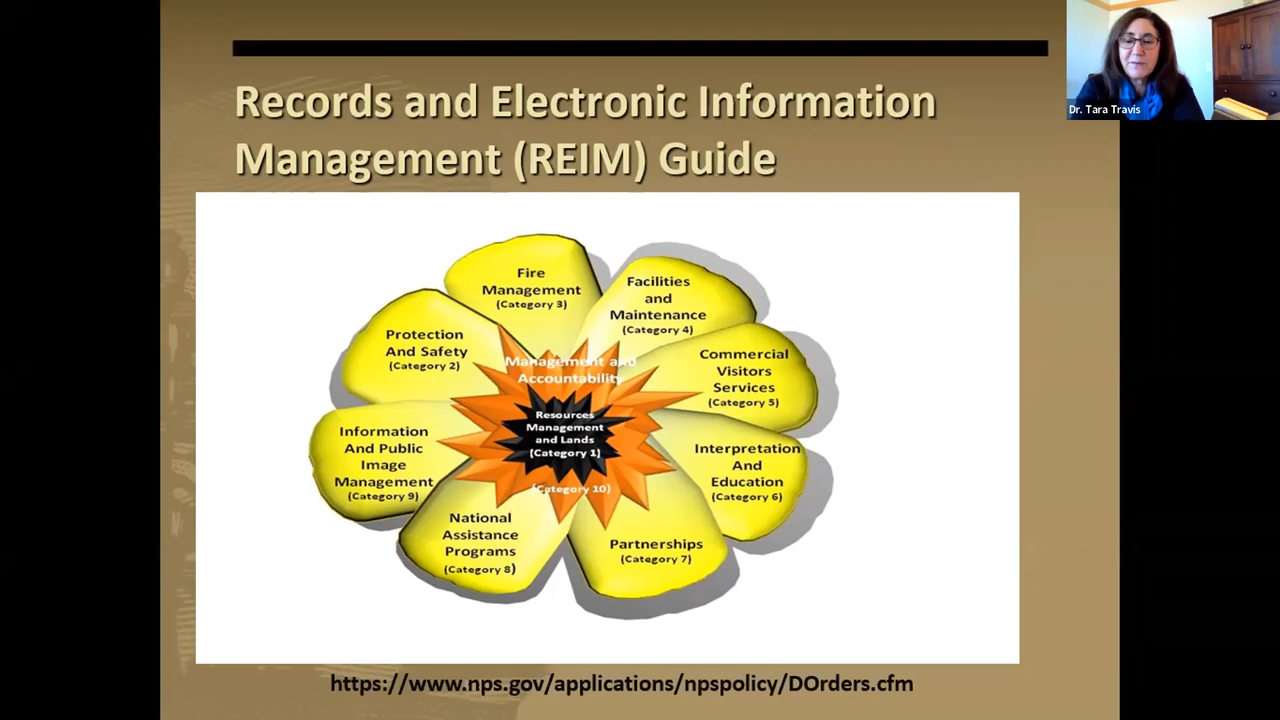 Records and Electronic Information
Management (REIM) Guide
Dr. Tara Travis
Fire
Management
(Category 3)
Facilities
and
Maintenance
(Category 4)
Protection
And Safety
(Category 2)
Management and
Accountability
Commercial
Visitors
Services
(Category 5)
Resources
Management
and Lands
(Category 1)
Information
And Public
Image
Management
(Category 9)
Interpretation
And
Education
(Category 6)
(Category 10)
National
Assistance
Programs
(Category 8)
Partnerships
(Category 7)
https://www.nps.gov/applications/npspolicy/DOrders.cfm